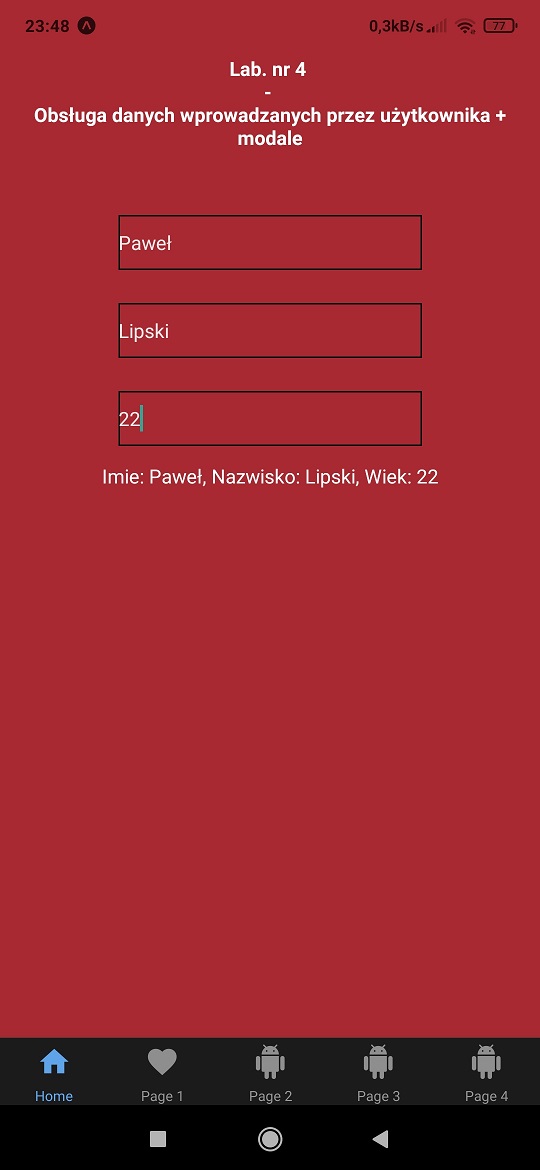 23:48 0,3kB/s 77
Lab. nr 4
-
Obsługa danych wprowadzanych przez użytkownika +
modale
Paweł
Lipski
22
Imie: Paweł, Nazwisko: Lipski, Wiek: 22
Home Page 1 Page 2 Page 3 Page 4